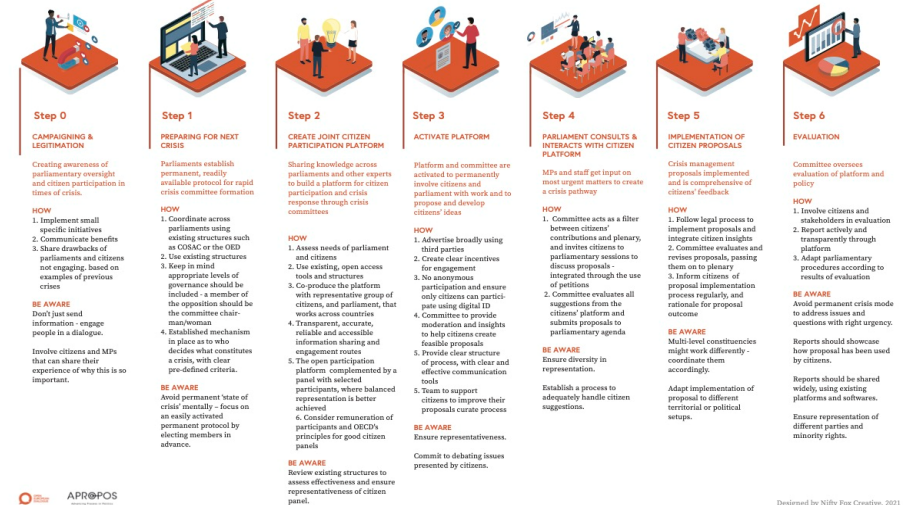 Step 0
CAMPAIGNING &
LEGITIMATION
Creating awareness of
parliamentary oversight
and citizen participation in
times of crisis.
HOW
1. Implement small
specific initiatives
2. Communicate benefits
3. Share drawbacks of
parliaments and citizens
not engaging, based on
examples of previous
crises
BE AWARE
Don't just send
information - engage
people in a dialogue.
Involve citizens and MPs
that can share their
experience of why this is so
important.
Step 1
PREPARING FOR NEXT
CRISIS
Parliaments establish
permanent, readily
available protocol for rapid
crisis committee formation
HOW
1. Coordinate across
parliaments using
existing structures such
as COSAC or the OED
2. Use existing structures
3. Keep in mind
appropriate levels of
governance should be
included - a member of
the opposition should be
the committee chair-
man/woman
4. Established mechanism
in place as to who
decides what constitutes
a crisis, with clear
pre-defined criteria.
BE AWARE
Avoid permanent 'state of
crisis' mentally – focus on
an easily activated
permanent protocol by
electing members in
advance.
Step 2
CREATE JOINT CITIZEN
PARTICIPATION PLATFORM
Sharing knowledge across
parliaments and other experts
to build a platform for citizen
participation and crisis
response through crisis
committees
HOW
1. Assess needs of parliament
and citizens
2. Use existing, open access
tools and structures
3. Co-produce the platform
with representative group of
citizens, and parliament, that
works across countries
4. Transparent, accurate,
reliable and accessible
information sharing and
engagement routes
5. The open participation
platform complemented by a
panel with selected
participants, where balanced
representation is better
achieved
6. Consider remuneration of
participants and OECD's
principles for good citizen
panels
BE AWARE
Review existing structures to
assess effectiveness and ensure
representativeness of citizen
panel.
Step 3
ACTIVATE PLATFORM
Platform and committee are
activated to permanently
involve citizens and
parliament with work and to
propose and develop
citizens' ideas
HOW
1. Advertise broadly using
third parties
2. Create clear incentives
for engagement
3. No anonymous
participation and ensure
only citizens can partici-
pate using digital ID
4. Committee to provide
moderation and insights
to help citizens create
feasible proposals
5. Provide clear structure
of process, with clear and
effective communication
tools
5. Team to support
citizens to improve their
proposals curate process
BE AWARE
Ensure representativeness.
Commit to debating issues
presented by citizens.
Step 4
PARLIAMENT CONSULTS &
INTERACTS WITH CITIZEN
PLATFORM
MPs and staff get input on
most urgent matters to create
a crisis pathway
HOW
1. Committee acts as a filter
between citizens'
contributions and plenary,
and invites citizens to
parliamentary sessions to
discuss proposals -
integrated through the use
of petitions
2. Committee evaluates all
suggestions from the
citizens' platform and
submits proposals to
parliamentary agenda
BE AWARE
Ensure diversity in
representation.
Establish a process to
adequately handle citizen
suggestions.
Step 5
IMPLEMENTATION OF
CITIZEN PROPOSALS
Crisis management
proposals implemented
and is comprehensive of
citizens' feedback
HOW
1. Follow legal process to
implement proposals and
integrate citizen insights
2. Committee evaluates and
revises proposals, passing
them on to plenary
3. Inform citizens of
proposal implementation
process regularly, and
rationale for proposal
outcome
BE AWARE
Multi-level constituencies
might work differently -
coordinate them
accordingly.
Adapt implementation of
proposal to different
territorial or political
setups.
Step 6
EVALUATION
Committee oversees
evaluation of platform and
policy
HOW
1. Involve citizens and
stakeholders in evaluation
2. Report actively and
transparently through
platform
3. Adapt parliamentary
procedures according to
results of evaluation
BE AWARE
Avoid permanent crisis mode
to address issues and
questions with right urgency.
Reports should showcase
how proposal has been used
by citizens.
Reports should be shared
widely, using existing
platforms and softwares.
Ensure representation of
different parties and
minority rights.
APROPOS
Designed by Nifty Fox Creative, 2021